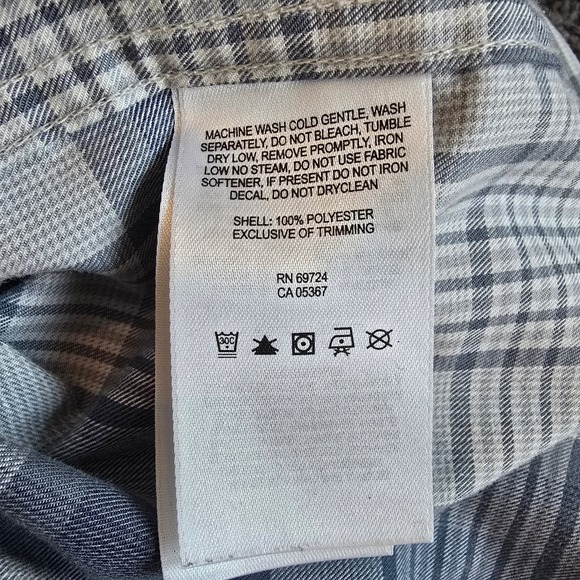 MACHINE WASH COLD GENTLE, WASH
SEPARATELY, DO NOT BLEACH, TUMBLE
DRY LOW, REMOVE PROMPTLY, IRON
LOW NO STEAM, DO NOT USE FABRIC
SOFTENER, IF PRESENT DO NOT IRON
DECAL, DO NOT DRYCLEAN
SHELL: 100% POLYESTER
EXCLUSIVE OF TRIMMING
RN 69724
CA 05367
30C